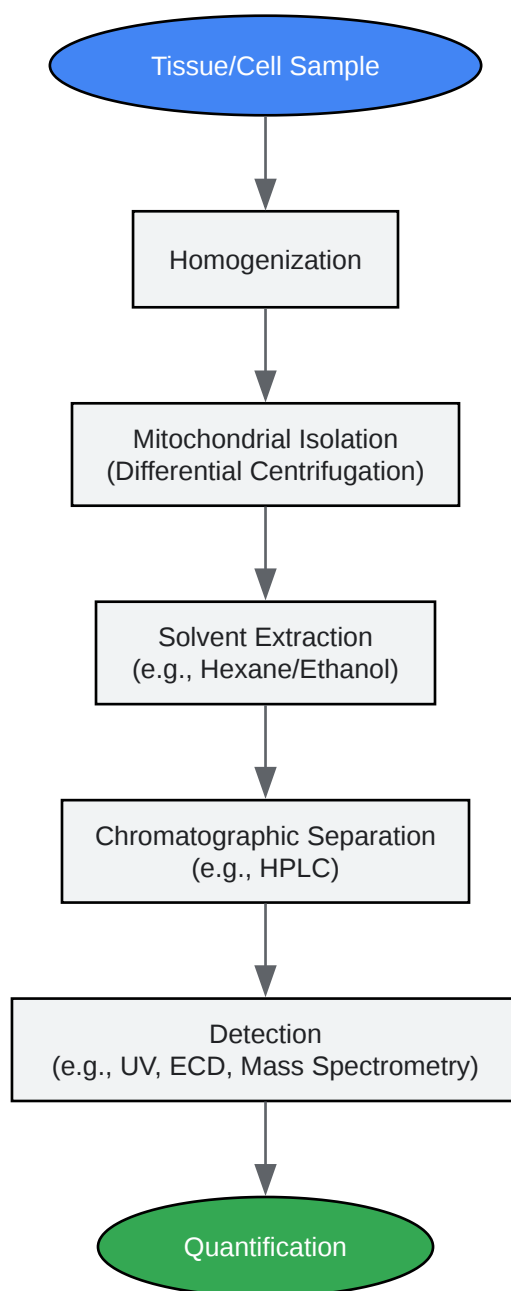 Tissue/Cell Sample
Homogenization
Mitochondrial Isolation
(Differential Centrifugation)
Solvent Extraction
(e.g., Hexane/Ethanol)
Chromatographic Separation
(e.g., HPLC)
Detection
(e.g., UV, ECD, Mass Spectrometry)
Quantification